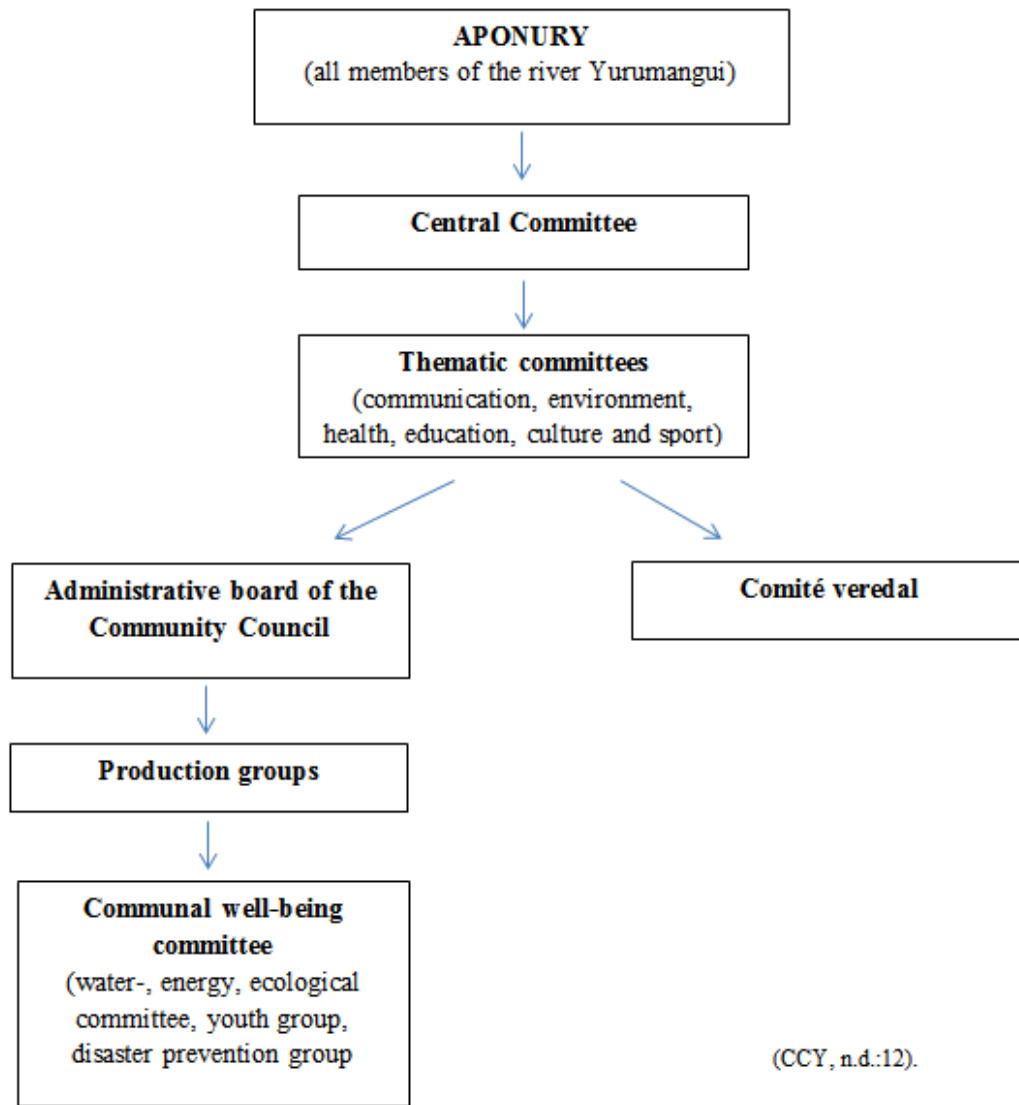 APONURY
(all members of the river Yurumangui)
Central Committee
Thematic committees
(communication, environment,
health, education, culture and sport)
Administrative board of the
Community Council
Comité veredal
Production groups
Communal well-being
committee
(water-, energy, ecological
committee, youth group,
disaster prevention group
(CCY, n.d.:12).